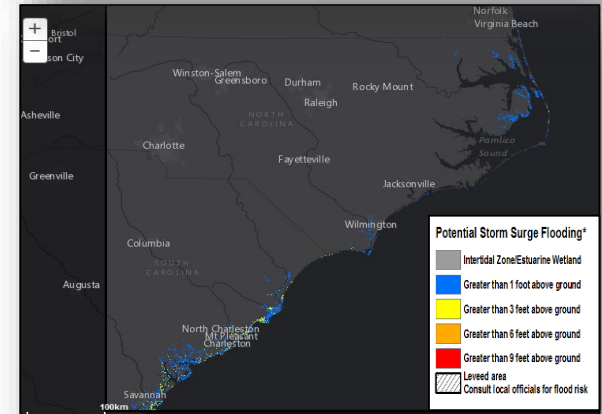 Norfolk
Virginia Beach
+
−
Bristol
ort
son City
Winston-Salem
Greensboro
Durham
Rocky Mount
Raleigh
Asheville
NORTH
CAROLINA
Pamlico
Sound
Charlotte
Fayetteville
Greenville
Jacksonville
Wilmington
Columbia
SOUTH
CAROLINA
Augusta
North Charleston
Mt Pleasant
Charleston
Savannah
100km
Potential Storm Surge Flooding*
Intertidal Zone/Estuarine Wetland
Greater than 1 foot above ground
Greater than 3 feet above ground
Greater than 6 feet above ground
Greater than 9 feet above ground
Leveed area
Consult local officials for flood risk